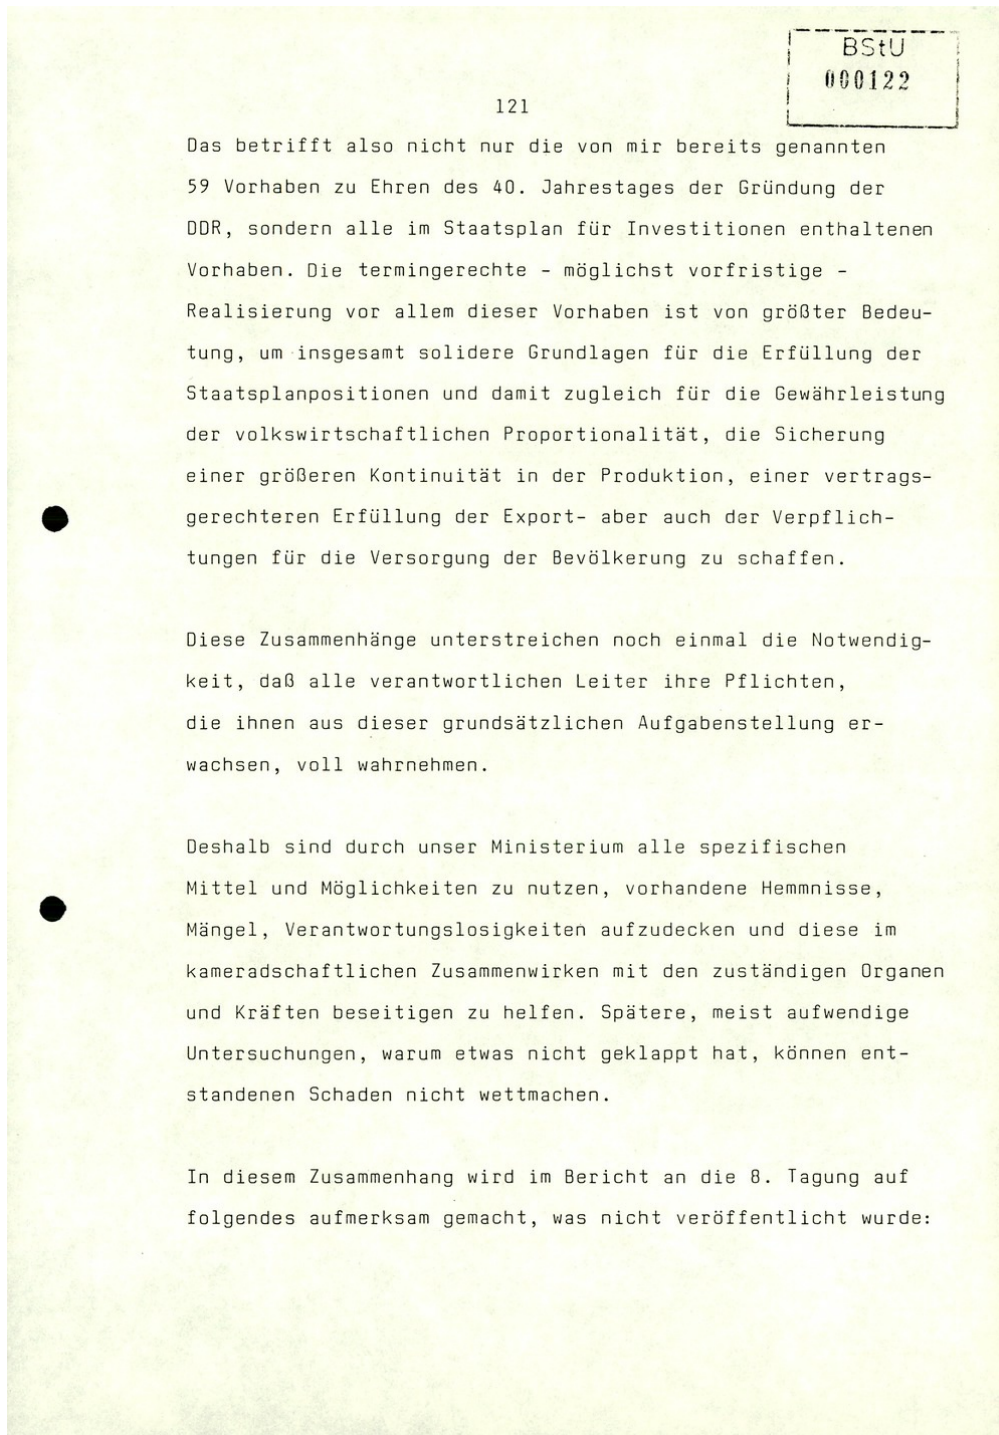 BStU
000122
121
Das betrifft also nicht nur die von mir bereits genannten
59 Vorhaben zu Ehren des 40. Jahrestages der Gründung der
DDR, sondern alle im Staatsplan für Investitionen enthaltenen
Vorhaben. Die termingerechte - möglichst vorfristige -
Realisierung vor allem dieser Vorhaben ist von größter Bedeu-
tung, um insgesamt solidere Grundlagen für die Erfüllung der
Staatsplanpositionen und damit zugleich für die Gewährleistung
der volkswirtschaftlichen Proportionalität, die Sicherung
einer größeren Kontinuität in der Produktion, einer vertrags-
gerechteren Erfüllung der Export- aber auch der Verpflich-
tungen für die Versorgung der Bevölkerung zu schaffen.
Diese Zusammenhänge unterstreichen noch einmal die Notwendig-
keit, daß alle verantwortlichen Leiter ihre Pflichten,
die ihnen aus dieser grundsätzlichen Aufgabenstellung er-
wachsen, voll wahrnehmen.
Deshalb sind durch unser Ministerium alle spezifischen
Mittel und Möglichkeiten zu nutzen, vorhandene Hemmnisse,
Mängel, Verantwortungslosigkeiten aufzudecken und diese im
kameradschaftlichen Zusammenwirken mit den zuständigen Organen
und Kräften beseitigen zu helfen. Spätere, meist aufwendige
Untersuchungen, warum etwas nicht geklappt hat, können ent-
standenen Schaden nicht wettmachen.
In diesem Zusammenhang wird im Bericht an die 8. Tagung auf
folgendes aufmerksam gemacht, was nicht veröffentlicht wurde: